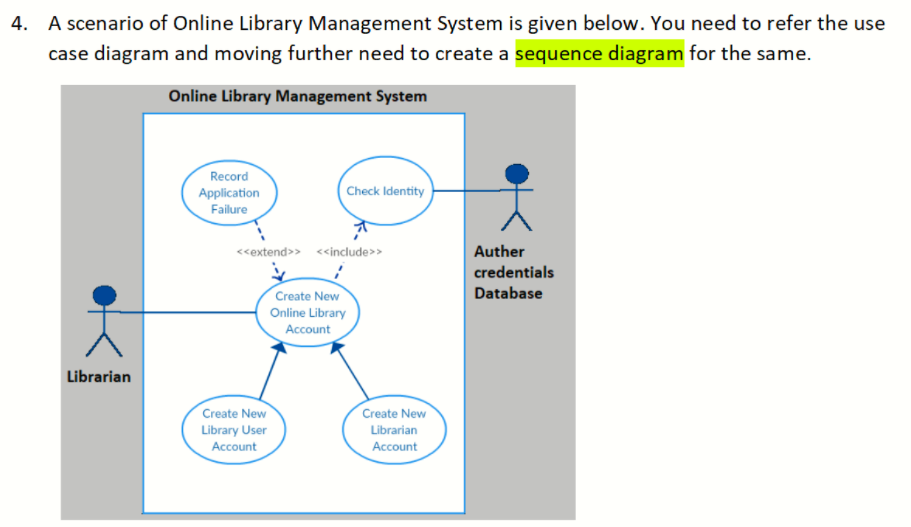 4. A scenario of Online Library Management System is given below. You need to refer the use
case diagram and moving further need to create a sequence diagram for the same.
Online Library Management System
Record
Application
Failure
Check Identity
<<extend>> <<include>>
Auther
credentials
Database
Create New
Online Library
Account
Librarian
Create New
Library User
Account
Create New
Librarian
Account